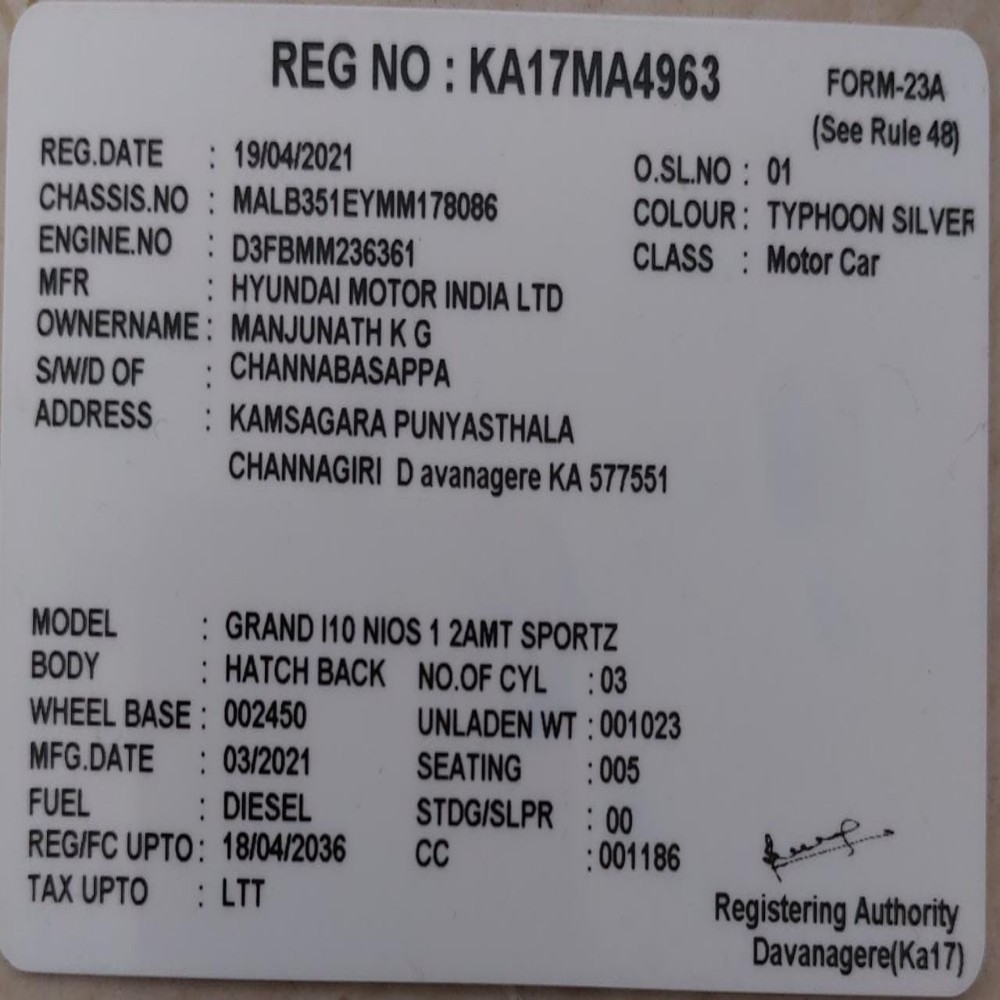 REG NO : KA17MA4963
FORM-23A
(See Rule 48)
REG.DATE : 19/04/2021
O.SL.NO : 01
CHASSIS.NO : MALB351EYMM178086
COLOUR : TYPHOON SILVER
ENGINE.NO : D3FBMM236361
CLASS : Motor Car
MFR : HYUNDAI MOTOR INDIA LTD
OWNERNAME : MANJUNATH K G
S/W/D OF : CHANNABASAPPA
ADDRESS : KAMSAGARA PUNYASTHALA
CHANNAGIRI D avanagere KA 577551
MODEL : GRAND I10 NIOS 1 2AMT SPORTZ
BODY : HATCH BACK NO.OF CYL : 03
WHEEL BASE : 002450 UNLADEN WT : 001023
MFG.DATE : 03/2021 SEATING : 005
FUEL : DIESEL STDG/SLPR : 00
REG/FC UPTO : 18/04/2036 CC : 001186
TAX UPTO : LTT
Registering Authority
Davanagere(Ka17)